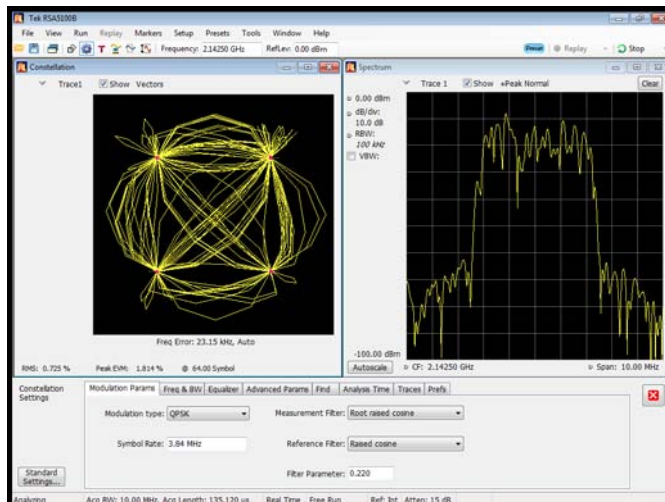 Tek RSA5100B
File View Run Replay Markers Setup Presets Tools Window Help
Frequency: 2.14250 GHz RefLev: 0.00 dBm Preset Replay Stop
Constellation
Trace1 Show Vectors
Freq Error: 23.15 kHz, Auto
RMS: 0.725 % Peak EVM: 1.814 % @ 64.00 Symbol
Spectrum
Trace 1 Show +Peak Normal Clear
0.00 dBm
dB/div:
10.0 dB
RBW:
100 kHz
VBW:
-100.00 dBm
Autoscale CF: 2.14250 GHz Span: 10.00 MHz
Constellation
Settings
Modulation Params Freq & BW Equalizer Advanced Params Find Analysis Time Traces Prefs
Modulation type: QPSK Measurement Filter: Root raised cosine
Symbol Rate: 3.84 MHz Reference Filter: Raised cosine
Filter Parameter: 0.220
Standard
Settings...
Analyzing Acq BW: 10.00 MHz, Acq Length: 135.120 us Real Time Free Run Ref: Int Atten: 15 dB